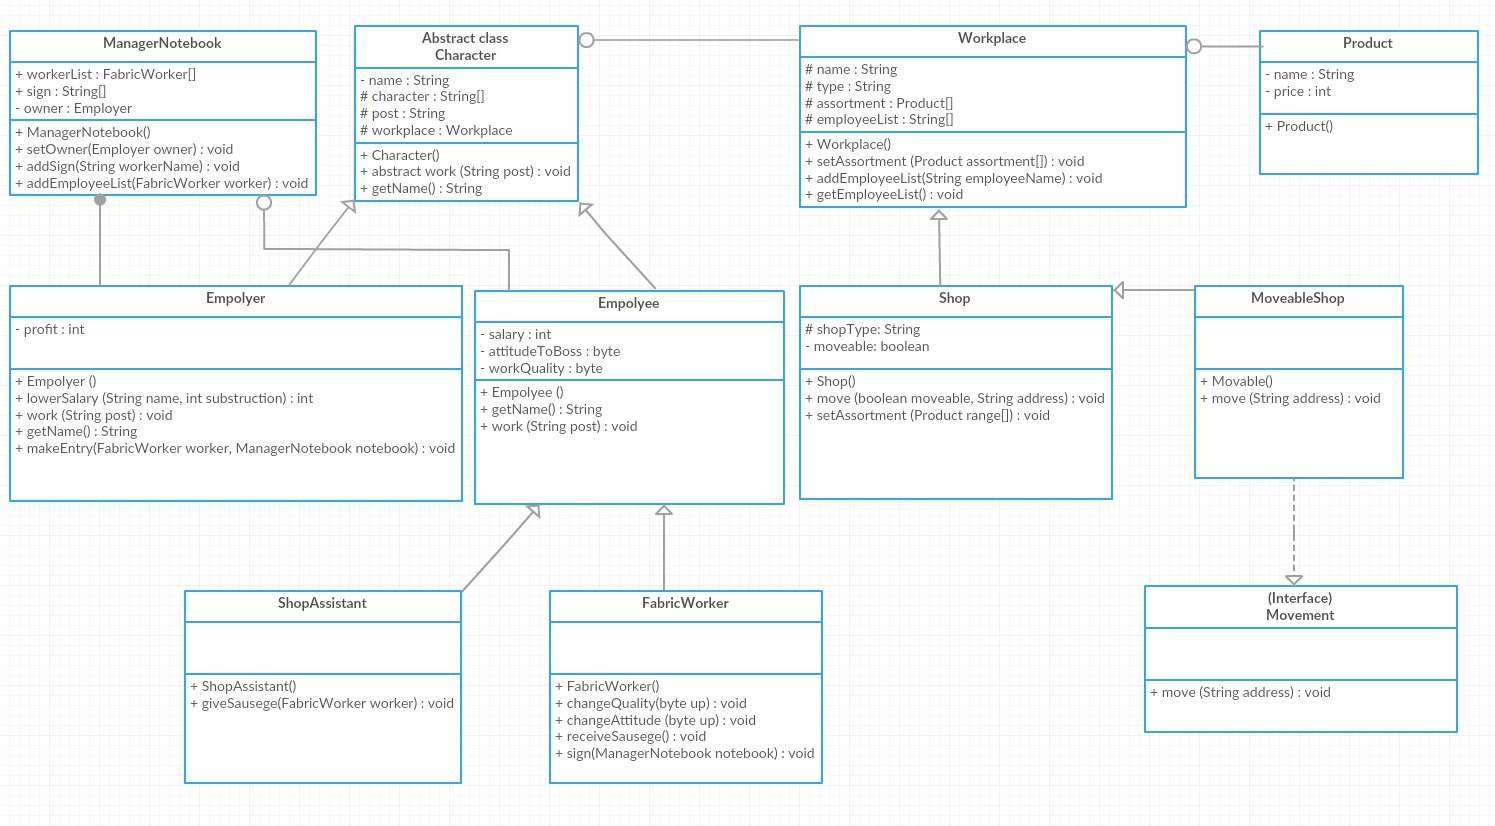 ManagerNotebook
+ workerList : FabricWorker[]
+ sign : String[]
- owner : Employer
+ ManagerNotebook()
+ setOwner(Employer owner) : void
+ addSign(String workerName) : void
+ addEmployeeList(FabricWorker worker) : void
Abstract class
Character
- name : String
# character : String[]
# post : String
# workplace : Workplace
+ Character()
+ abstract work (String post) : void
+ getName() : String
Workplace
# name : String
# type : String
# assortment : Product[]
# employeeList : String[]
+ Workplace()
+ setAssortment (Product assortment[]) : void
+ addEmployeeList(String employeeName) : void
+ getEmployeeList() : void
Product
- name : String
- price : int
+ Product()
Empolyer
- profit : int
+ Empolyer ()
+ lowerSalary (String name, int substruction) : int
+ work (String post) : void
+ getName() : String
+ makeEntry(FabricWorker worker, ManagerNotebook notebook) : void
Empolyee
- salary : int
- attitudeToBoss : byte
- workQuality : byte
+ Empolyee ()
+ getName() : String
+ work (String post) : void
Shop
# shopType: String
- moveable: boolean
+ Shop()
+ move (boolean moveable, String address) : void
+ setAssortment (Product range[]) : void
MoveableShop
+ Movable()
+ move (String address) : void
ShopAssistant
+ ShopAssistant()
+ giveSausege(FabricWorker worker) : void
FabricWorker
+ FabricWorker()
+ changeQuality(byte up) : void
+ changeAttitude (byte up) : void
+ receiveSausege() : void
+ sign(ManagerNotebook notebook) : void
(Interface)
Movement
+ move (String address) : void